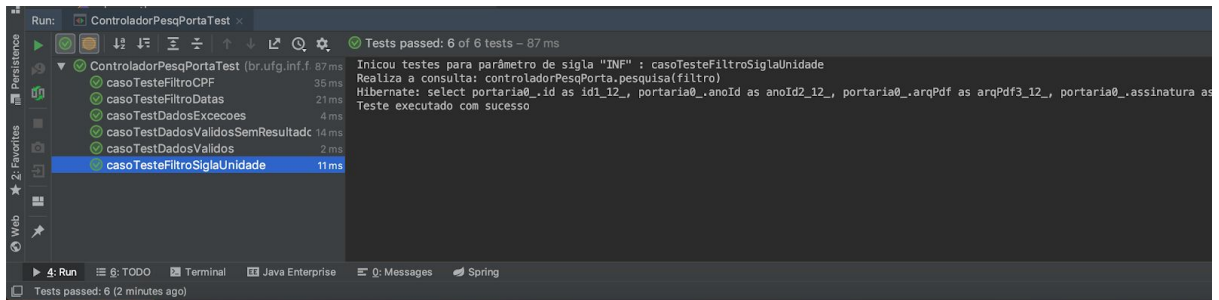 Run: ControladorPesqPortaTest ×
Tests passed: 6 of 6 tests – 87 ms
Persistence
2: Favorites
Web
ControladorPesqPortaTest (br.ufg.inf.f 87 ms
casoTesteFiltroCPF 35 ms
casoTesteFiltroDatas 21 ms
casoTestDadosExcecoes 4 ms
casoTestDadosValidosSemResultado 14 ms
casoTestDadosValidos 2 ms
casoTesteFiltroSiglaUnidade 11 ms
Inicou testes para parâmetro de sigla "INF" : casoTesteFiltroSiglaUnidade
Realiza a consulta: controladorPesqPorta.pesquisa(filtro)
Hibernate: select portaria0_.id as id1_12_, portaria0_.anoId as anoId2_12_, portaria0_.arqPdf as arqPdf3_12_, portaria0_.assinatura as
Teste executado com sucesso
4: Run 6: TODO Terminal Java Enterprise 0: Messages Spring
Tests passed: 6 (2 minutes ago)